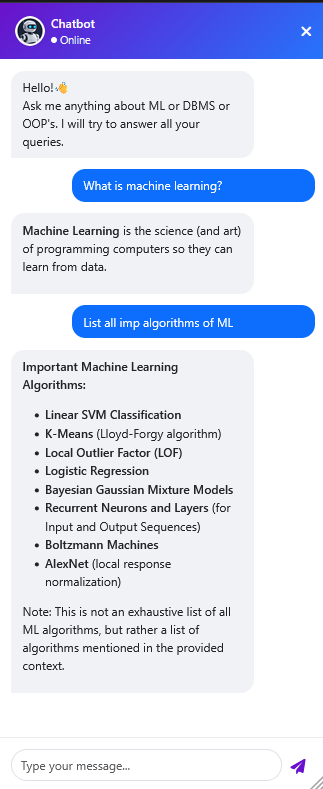 Chatbot
Online
Hello!👋
Ask me anything about ML or DBMS or
OOP's. I will try to answer all your
queries.
What is machine learning?
Machine Learning is the science (and art)
of programming computers so they can
learn from data.
List all imp algorithms of ML
Important Machine Learning
Algorithms:
• Linear SVM Classification
• K-Means (Lloyd-Forgy algorithm)
• Local Outlier Factor (LOF)
• Logistic Regression
• Bayesian Gaussian Mixture Models
• Recurrent Neurons and Layers (for
Input and Output Sequences)
• Boltzmann Machines
• AlexNet (local response
normalization)
Note: This is not an exhaustive list of all
ML algorithms, but rather a list of
algorithms mentioned in the provided
context.
Type your message...